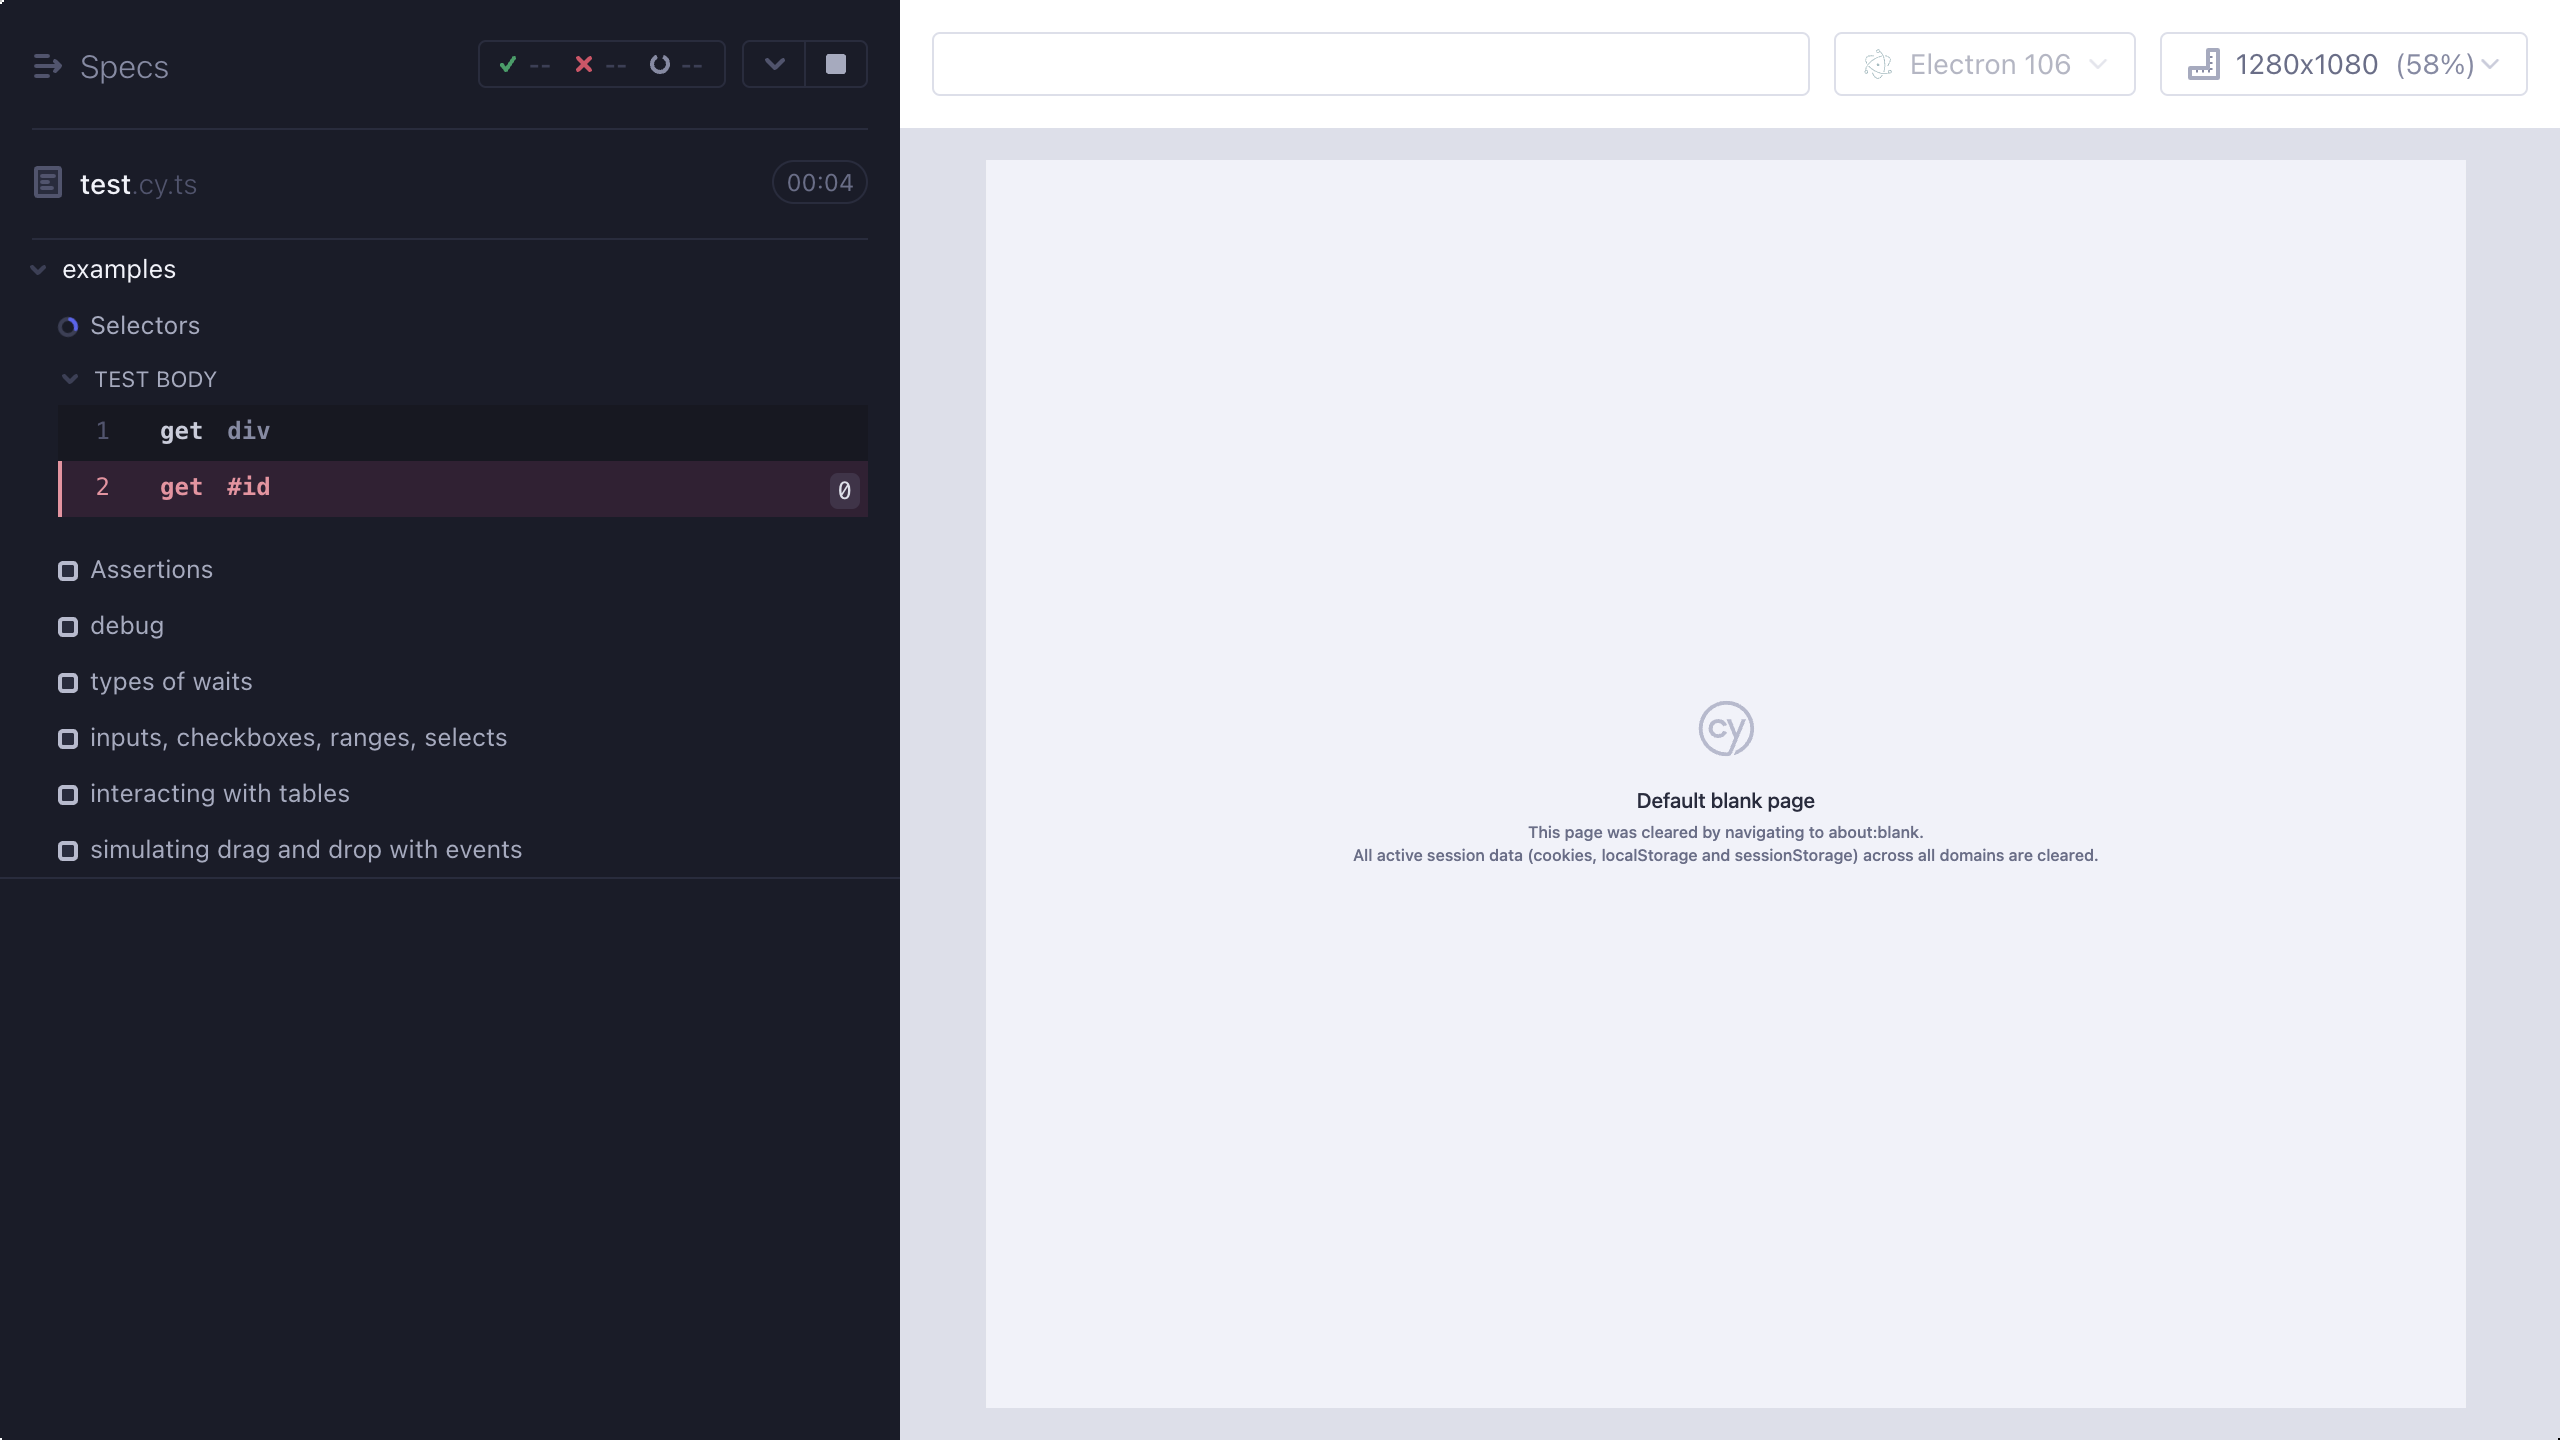 Specs
-- -- --
test.cy.ts
00:04
examples
Selectors
TEST BODY
1 get div
2 get #id 0
Assertions
debug
types of waits
inputs, checkboxes, ranges, selects
interacting with tables
simulating drag and drop with events
Electron 106
1280x1080 (58%)
cy
Default blank page
This page was cleared by navigating to about:blank.
All active session data (cookies, localStorage and sessionStorage) across all domains are cleared.